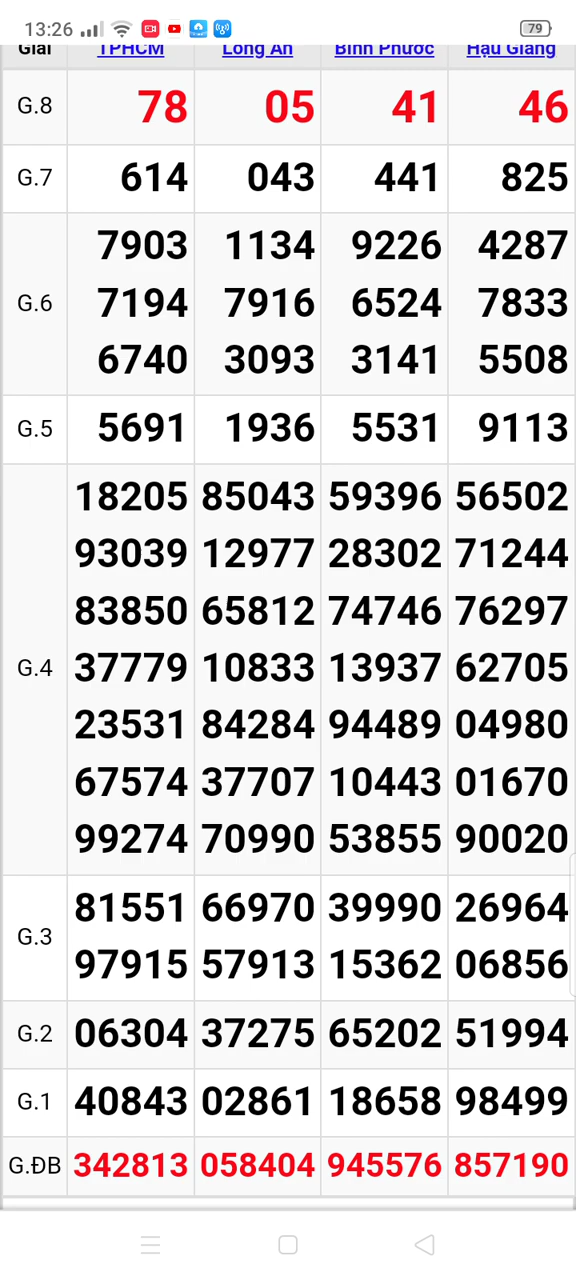 13:26 79
Giải TPHCM Long An Bình Phước Hậu Giang
G.8 78 05 41 46
G.7 614 043 441 825
7903 1134 9226 4287
G.6 7194 7916 6524 7833
6740 3093 3141 5508
G.5 5691 1936 5531 9113
18205 85043 59396 56502
93039 12977 28302 71244
83850 65812 74746 76297
G.4 37779 10833 13937 62705
23531 84284 94489 04980
67574 37707 10443 01670
99274 70990 53855 90020
81551 66970 39990 26964
G.3
97915 57913 15362 06856
G.2 06304 37275 65202 51994
G.1 40843 02861 18658 98499
G.ĐB 342813 058404 945576 857190